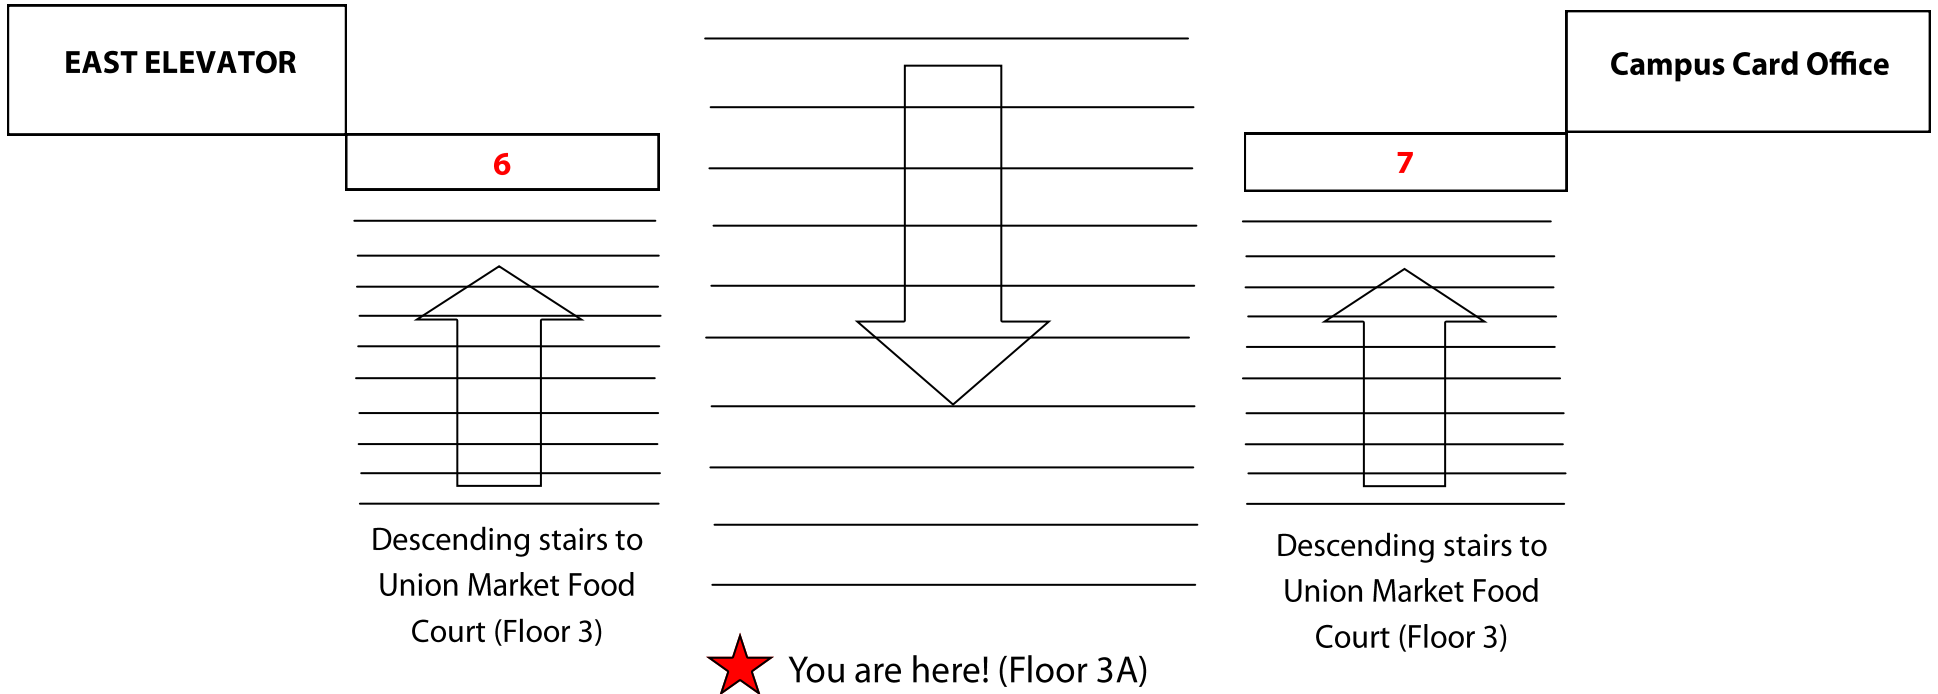 EAST ELEVATOR
Campus Card Office
6
7
Descending stairs to
Union Market Food
Court (Floor 3)
Descending stairs to
Union Market Food
Court (Floor 3)
You are here! (Floor 3A)